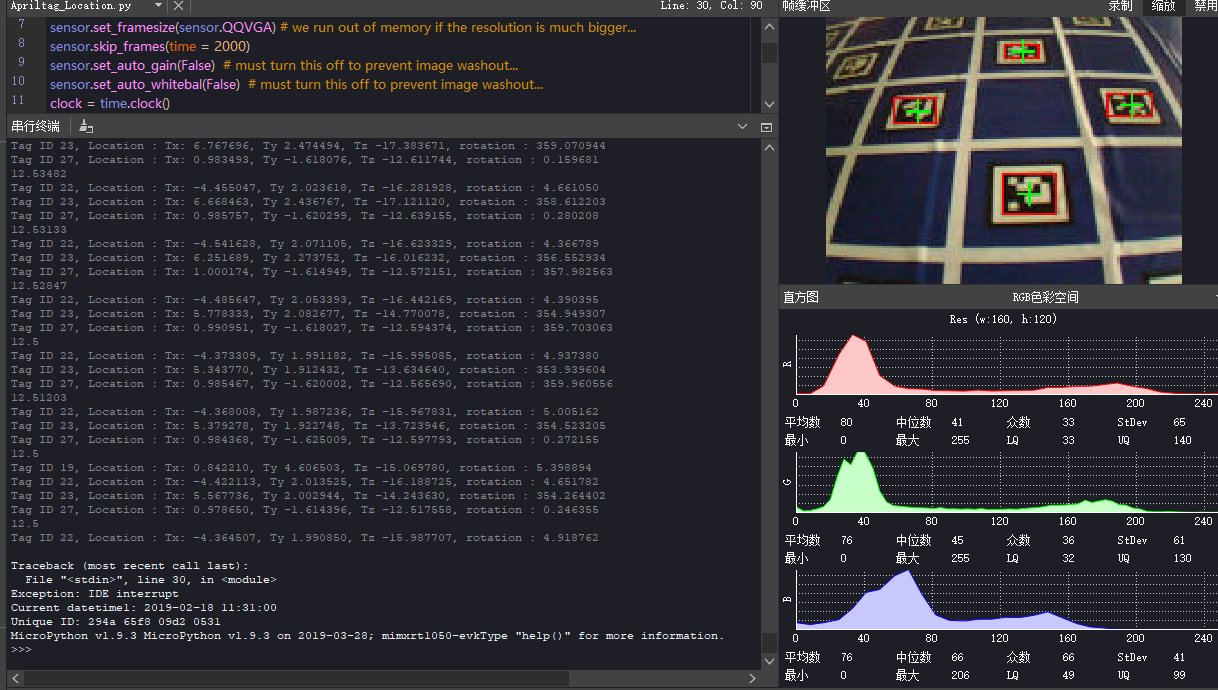 Apriltag_Location.py
Line: 30, Col: 90
帧缓冲区
录制
缩放
禁用
7 sensor.set_framesize(sensor.QQVGA) # we run out of memory if the resolution is much bigger...
8 sensor.skip_frames(time = 2000)
9 sensor.set_auto_gain(False)  # must turn this off to prevent image washout...
10 sensor.set_auto_whitebal(False)  # must turn this off to prevent image washout...
11 clock = time.clock()
串行终端
Tag ID 23, Location : Tx: 6.767696, Ty 2.474494, Tz -17.383671, rotation : 359.070944
Tag ID 27, Location : Tx: 0.983493, Ty -1.618076, Tz -12.611744, rotation : 0.159681
12.53482
Tag ID 22, Location : Tx: -4.455047, Ty 2.023618, Tz -16.281928, rotation : 4.661050
Tag ID 23, Location : Tx: 6.668463, Ty 2.436767, Tz -17.121120, rotation : 358.612203
Tag ID 27, Location : Tx: 0.985757, Ty -1.620299, Tz -12.639155, rotation : 0.280208
12.53133
Tag ID 22, Location : Tx: -4.541628, Ty 2.071105, Tz -16.623329, rotation : 4.366789
Tag ID 23, Location : Tx: 6.251689, Ty 2.273752, Tz -16.016232, rotation : 356.552934
Tag ID 27, Location : Tx: 1.000174, Ty -1.614949, Tz -12.572151, rotation : 357.982563
12.52847
Tag ID 22, Location : Tx: -4.485647, Ty 2.053393, Tz -16.442169, rotation : 4.390395
Tag ID 23, Location : Tx: 5.778333, Ty 2.082677, Tz -14.770078, rotation : 354.949307
Tag ID 27, Location : Tx: 0.990951, Ty -1.618027, Tz -12.594374, rotation : 359.703063
12.5
Tag ID 22, Location : Tx: -4.373309, Ty 1.991182, Tz -15.995085, rotation : 4.937380
Tag ID 23, Location : Tx: 5.343770, Ty 1.912432, Tz -13.634640, rotation : 353.939604
Tag ID 27, Location : Tx: 0.985467, Ty -1.620002, Tz -12.565690, rotation : 359.960556
12.51203
Tag ID 22, Location : Tx: -4.368008, Ty 1.987236, Tz -15.967831, rotation : 5.005162
Tag ID 23, Location : Tx: 5.379278, Ty 1.922748, Tz -13.723946, rotation : 354.523205
Tag ID 27, Location : Tx: 0.984368, Ty -1.625009, Tz -12.597793, rotation : 0.272155
12.5
Tag ID 19, Location : Tx: 0.842210, Ty 4.606503, Tz -15.069780, rotation : 5.398894
Tag ID 22, Location : Tx: -4.422113, Ty 2.013525, Tz -16.188725, rotation : 4.651782
Tag ID 23, Location : Tx: 5.567736, Ty 2.002944, Tz -14.243630, rotation : 354.264402
Tag ID 27, Location : Tx: 0.978650, Ty -1.614396, Tz -12.517558, rotation : 0.246355
12.5
Tag ID 22, Location : Tx: -4.364507, Ty 1.990850, Tz -15.987707, rotation : 4.918762
Traceback (most recent call last):
File "<stdin>", line 30, in <module>
Exception: IDE interrupt
Current datetime1: 2019-02-18 11:31:00
Unique ID: 294a 65f8 09d2 0531
MicroPython v1.9.3 MicroPython v1.9.3 on 2019-03-28; mimxrt1050-evkType "help()" for more information.
>>>
直方图
RGB色彩空间
Res (w:160, h:120)
R
0 40 80 120 160 200 240
平均数 80 中位数 41 众数 33 StDev 65
最小 0 最大 255 LQ 33 UQ 140
G
0 40 80 120 160 200 240
平均数 76 中位数 45 众数 36 StDev 61
最小 0 最大 255 LQ 32 UQ 130
B
0 40 80 120 160 200 240
平均数 76 中位数 66 众数 66 StDev 41
最小 0 最大 206 LQ 49 UQ 99